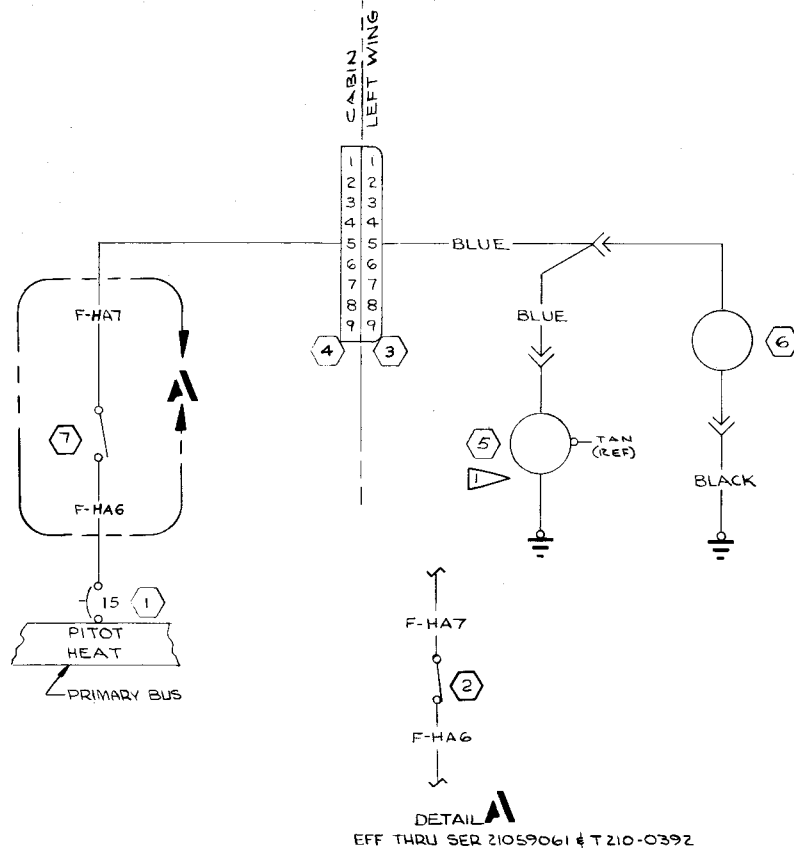 CABIN
LEFT WING
1 1
2 2
3 3
4 4
5 5
6 6
7 7
8 8
9 9
4
3
BLUE
BLUE
6
F-HA7
A
7
F-HA6
5
TAN
(REF)
1
BLACK
15
1
PITOT
HEAT
PRIMARY BUS
F-HA7
2
F-HA6
DETAIL A
EFF THRU SER 21059061 & T210-0392